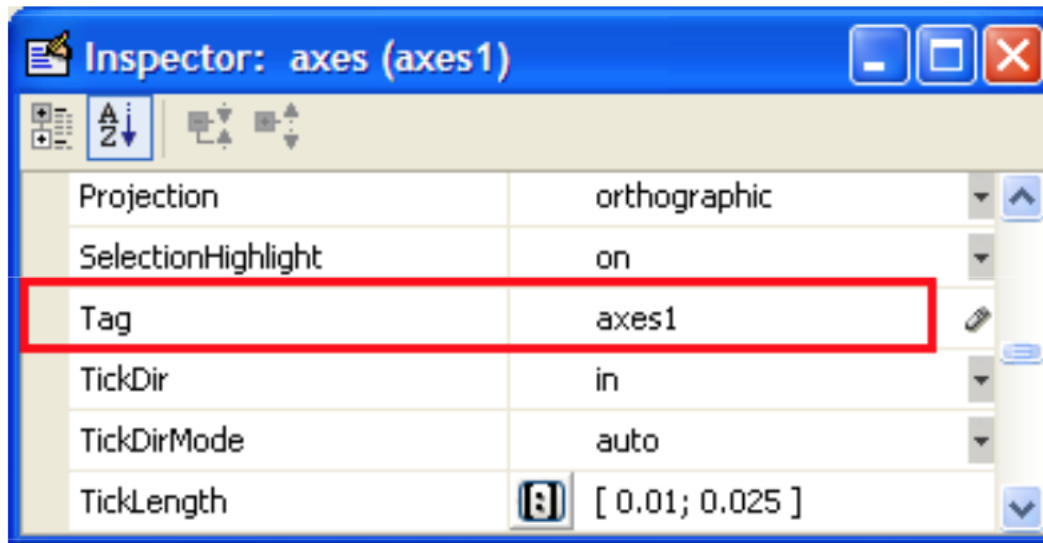 Inspector: axes (axes1)
A
Z
Projection orthographic
SelectionHighlight on
Tag axes1
TickDir in
TickDirMode auto
TickLength [:] [ 0.01; 0.025 ]